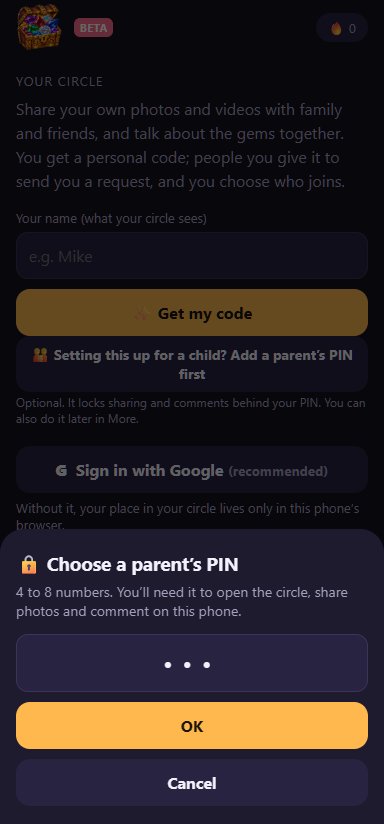 BETA
0
YOUR CIRCLE
Share your own photos and videos with family
and friends, and talk about the gems together.
You get a personal code; people you give it to
send you a request, and you choose who joins.
Your name (what your circle sees)
e.g. Mike
Get my code
Setting this up for a child? Add a parent’s PIN
first
Optional. It locks sharing and comments behind your PIN. You can
also do it later in More.
G Sign in with Google (recommended)
Without it, your place in your circle lives only in this phone’s
browser.
Choose a parent’s PIN
4 to 8 numbers. You’ll need it to open the circle, share
photos and comment on this phone.
• • •
OK
Cancel